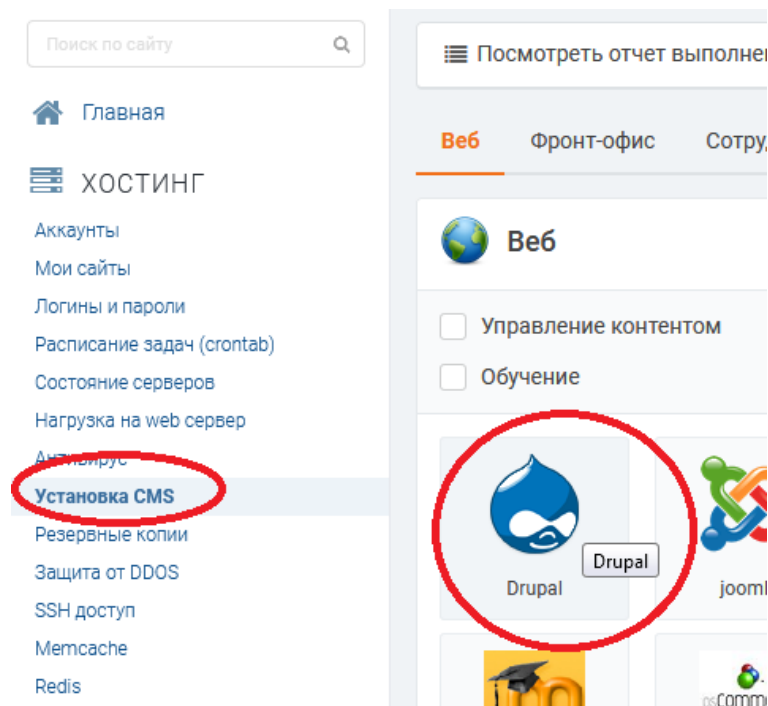 Поиск по сайту
Главная
ХОСТИНГ
Аккаунты
Мои сайты
Логины и пароли
Расписание задач (crontab)
Состояние серверов
Нагрузка на web сервер
Антивирус
Установка CMS
Резервные копии
Защита от DDOS
SSH доступ
Memcache
Redis
Посмотреть отчет выполне
Веб Фронт-офис Сотру
Веб
Управление контентом
Обучение
Drupal
Drupal
jooml
osComme